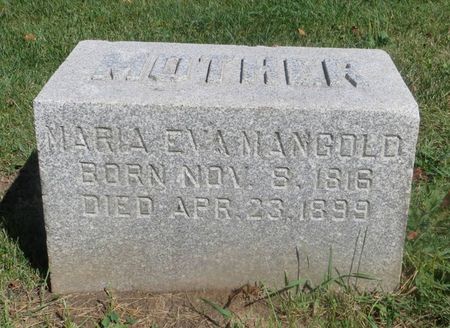 MOTHER
MARIA EVA MANGOLD
BORN NOV. 8. 1816
DIED APR. 23. 1899